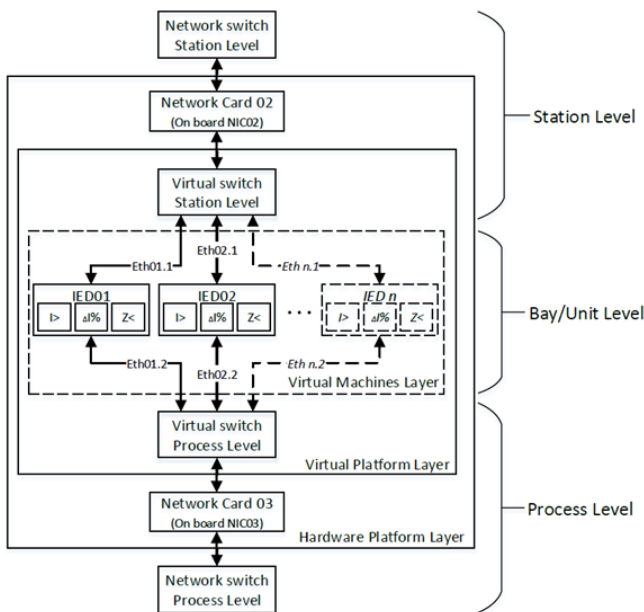 Network switch
Station Level
Network Card 02
(On board NIC02)
Station Level
Virtual switch
Station Level
Eth01.1
Eth02.1
Eth n.1
IED01
IED02
IED n
I>
ΔI%
Z<
I>
ΔI%
Z<
. . .
I>
ΔI%
Z<
Bay/Unit Level
Eth01.2
Eth02.2
Eth n.2
Virtual Machines Layer
Virtual switch
Process Level
Virtual Platform Layer
Network Card 03
(On board NIC03)
Process Level
Hardware Platform Layer
Network switch
Process Level